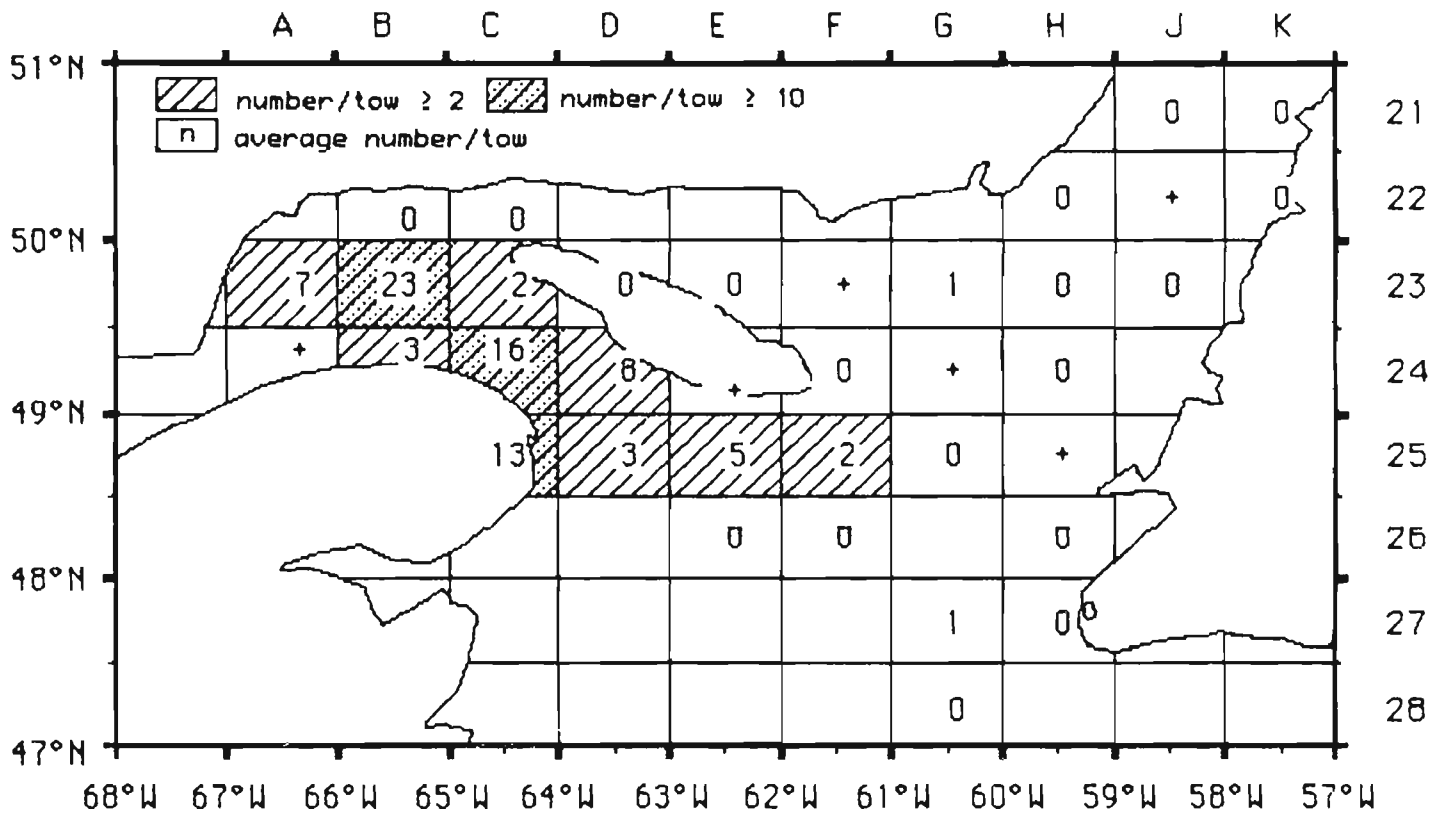 A B C D E F G H J K
51°N
number/tow ≥ 2 number/tow ≥ 10
n average number/tow
0 0 21
0 0 0 + 0 22
50°N
7 23 2 0 0 + 1 0 0 23
+ 3 16 8 + 0 + 0 24
49°N
13 3 5 2 0 + 25
0 0 0 26
48°N
1 0 27
0 28
47°N
68°W 67°W 66°W 65°W 64°W 63°W 62°W 61°W 60°W 59°W 58°W 57°W